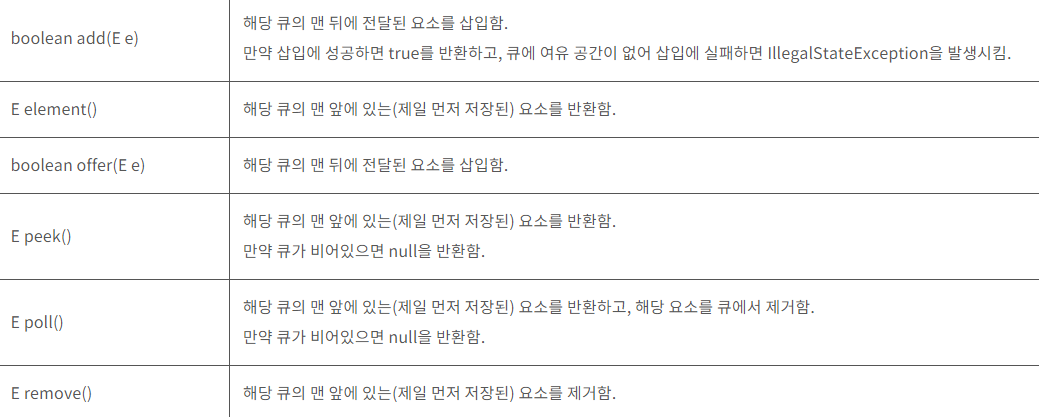 boolean add(E e)
해당 큐의 맨 뒤에 전달된 요소를 삽입함.
만약 삽입에 성공하면 true를 반환하고, 큐에 여유 공간이 없어 삽입에 실패하면 IllegalStateException을 발생시킴.
E element()
해당 큐의 맨 앞에 있는(제일 먼저 저장된) 요소를 반환함.
boolean offer(E e)
해당 큐의 맨 뒤에 전달된 요소를 삽입함.
E peek()
해당 큐의 맨 앞에 있는(제일 먼저 저장된) 요소를 반환함.
만약 큐가 비어있으면 null을 반환함.
E poll()
해당 큐의 맨 앞에 있는(제일 먼저 저장된) 요소를 반환하고, 해당 요소를 큐에서 제거함.
만약 큐가 비어있으면 null을 반환함.
E remove()
해당 큐의 맨 앞에 있는(제일 먼저 저장된) 요소를 제거함.